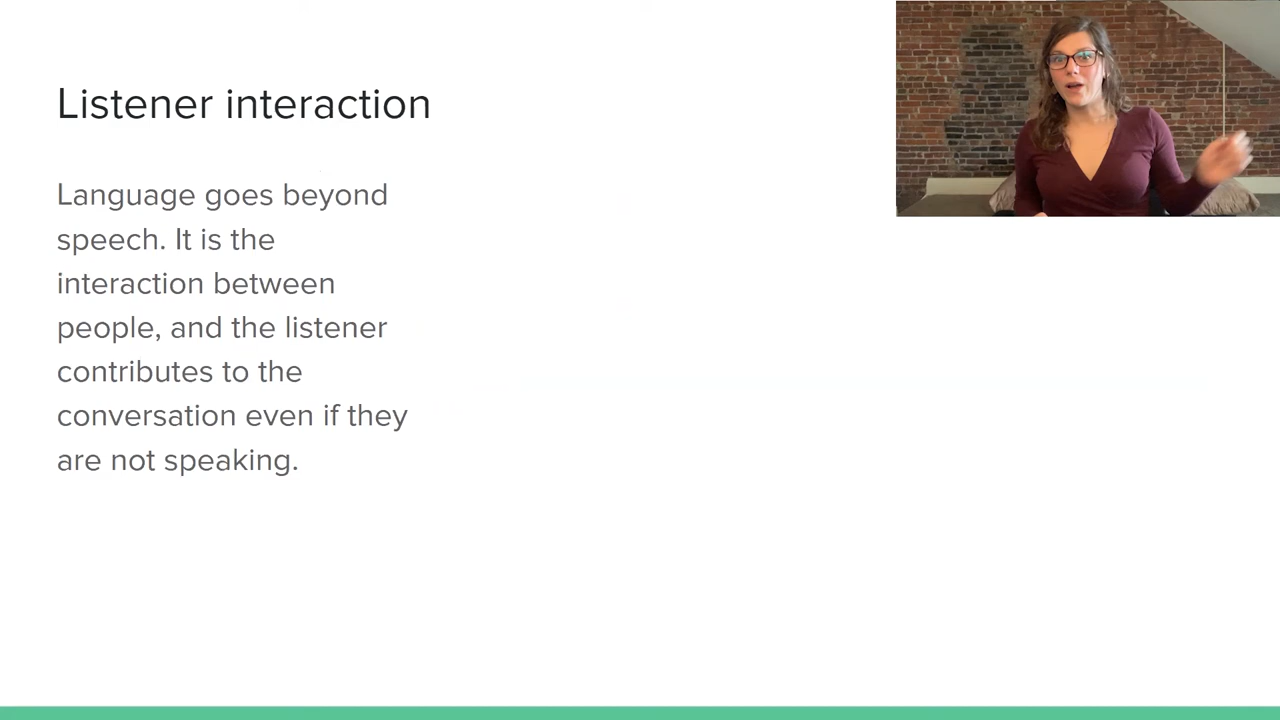 Listener interaction
Language goes beyond
speech. It is the
interaction between
people, and the listener
contributes to the
conversation even if they
are not speaking.